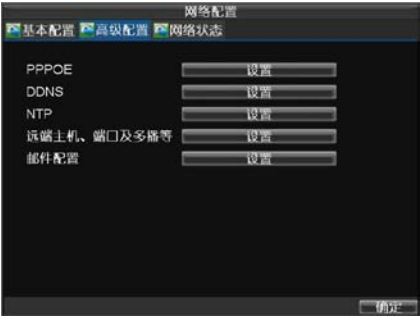 网络配置
基本配置 高级配置 网络状态
PPPOE 设置
DDNS 设置
NTP 设置
远端主机、端口及多播等 设置
邮件配置 设置
确定